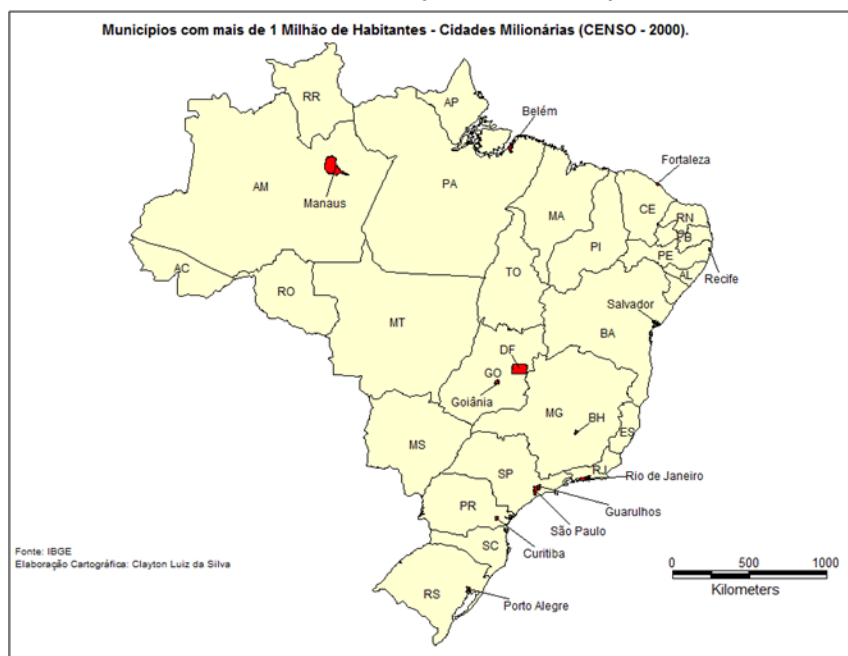 Municípios com mais de 1 Milhão de Habitantes - Cidades Milionárias (CENSO - 2000).
RR
AP
Belém
Fortaleza
AM
Manaus
PA
MA
CE
RN
PB
PI
PE
AL
Recife
AC
RO
TO
Salvador
MT
BA
DF
GO
Goiânia
MG
BH
ES
MS
SP
RJ
Rio de Janeiro
PR
Guarulhos
São Paulo
Curitiba
SC
Fonte: IBGE
Elaboração Cartográfica: Clayton Luiz da Silva
RS
Porto Alegre
0 500 1000
Kilometers